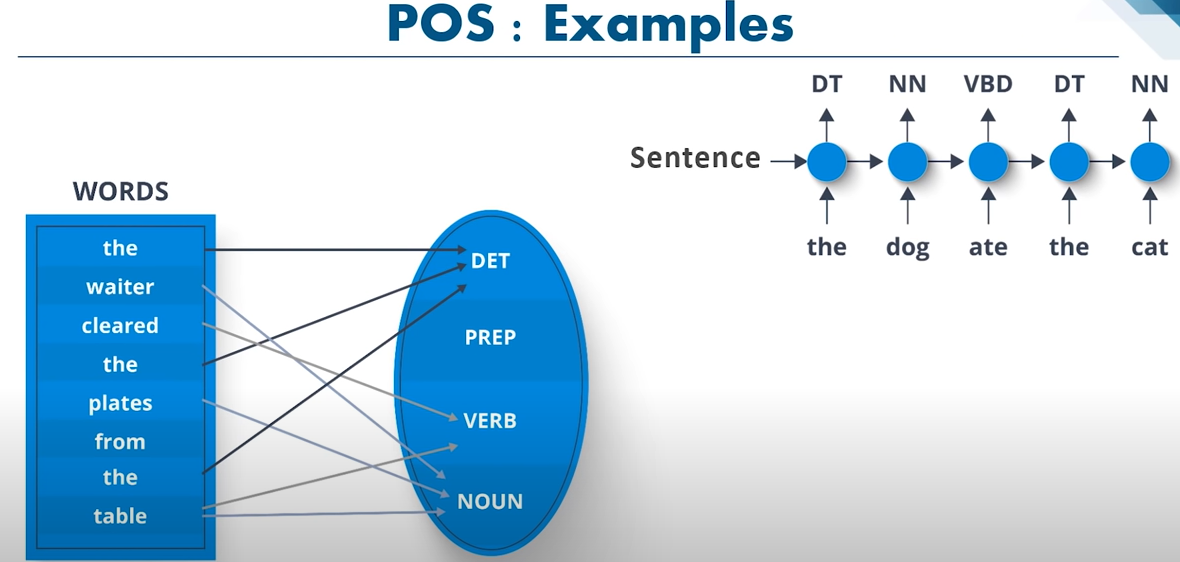 POS : Examples
DT NN VBD DT NN
Sentence
the dog ate the cat
WORDS
the
waiter
cleared
the
plates
from
the
table
DET
PREP
VERB
NOUN